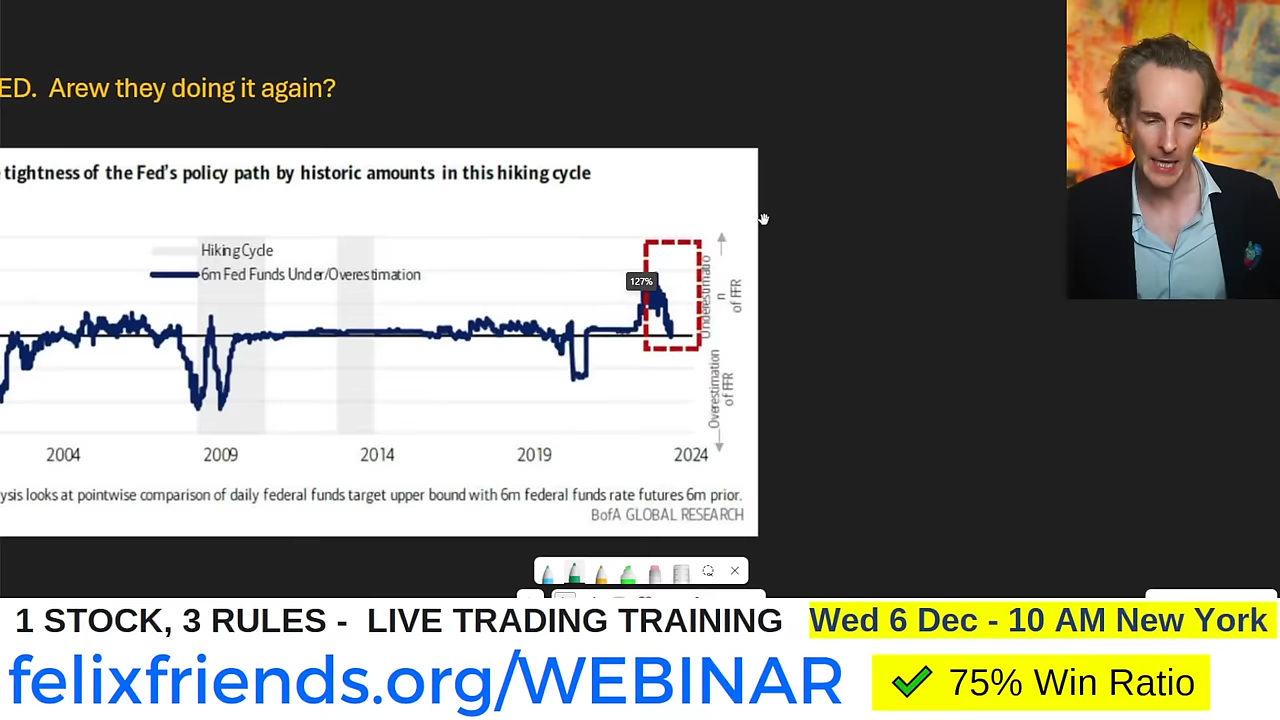 ED. Arew they doing it again?
tightness of the Fed's policy path by historic amounts in this hiking cycle
Hiking Cycle
6m Fed Funds Under/Overestimation
127%
Underestimatio
n
of FFR
Overestimation
of FFR
2004 2009 2014 2019 2024
ysis looks at pointwise comparison of daily federal funds target upper bound with 6m federal funds rate futures 6m prior.
BofA GLOBAL RESEARCH
1 STOCK, 3 RULES - LIVE TRADING TRAINING Wed 6 Dec - 10 AM New York
felixfriends.org/WEBINAR 75% Win Ratio